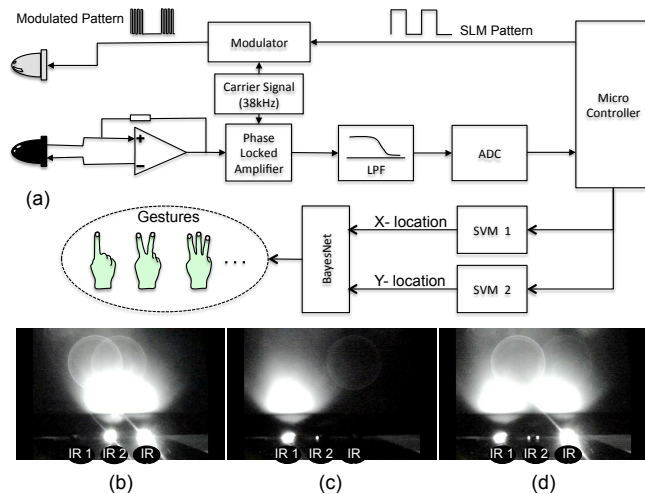 Modulated Pattern
SLM Pattern
Modulator
Carrier Signal
(38kHz)
Micro
Controller
+
−
Phase
Locked
Amplifier
LPF
ADC
(a)
Gestures
. . .
BayesNet
X- location
SVM 1
Y- location
SVM 2
IR 1 IR 2 IR
IR 1 IR 2 IR
IR 1 IR 2 IR
(b) (c) (d)